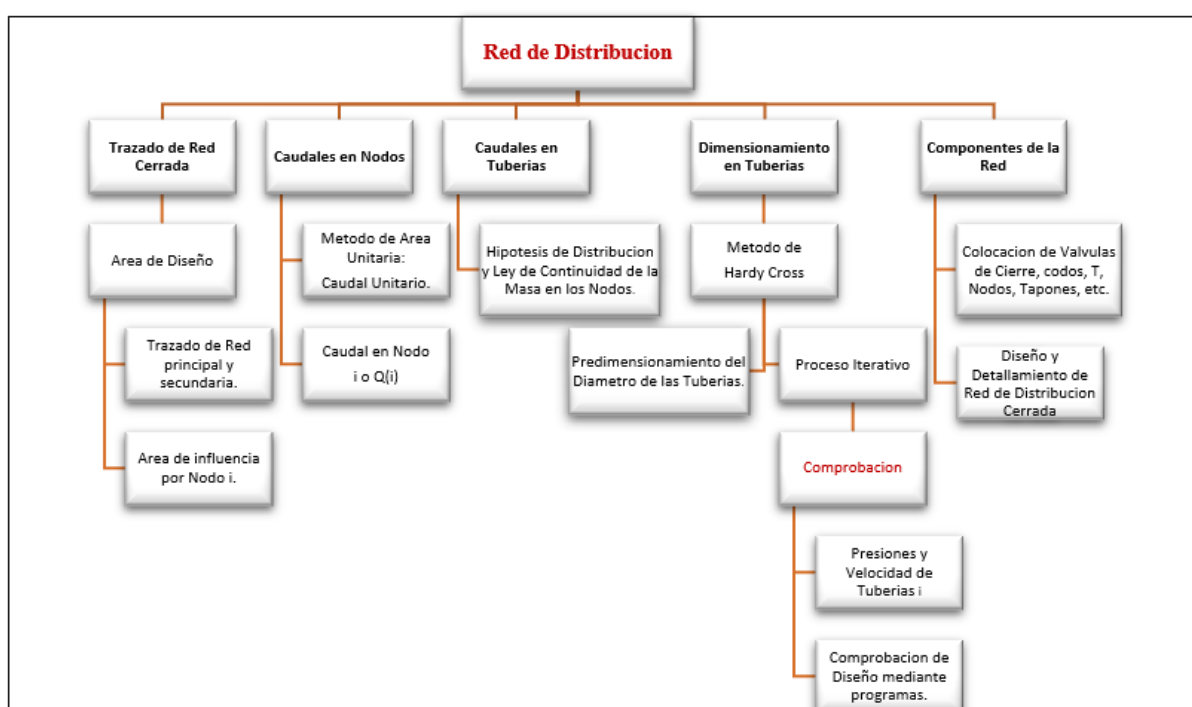 Red de Distribucion
Trazado de Red
Cerrada
Caudales en Nodos
Caudales en
Tuberias
Dimensionamiento
en Tuberias
Componentes de la
Red
Area de Diseño
Metodo de Area
Unitaria:
Caudal Unitario.
Hipotesis de Distribucion
y Ley de Continuidad de la
Masa en los Nodos.
Metodo de
Hardy Cross
Colocacion de Valvulas
de Cierre, codos, T,
Nodos, Tapones, etc.
Trazado de Red
principal y
secundaria.
Caudal en Nodo
i o Q(i)
Predimensionamiento del
Diametro de las Tuberias.
Proceso Iterativo
Diseño y
Detallamiento de
Red de Distribucion
Cerrada
Area de influencia
por Nodo i.
Comprobacion
Presiones y
Velocidad de
Tuberias i
Comprobacion de
Diseño mediante
programas.